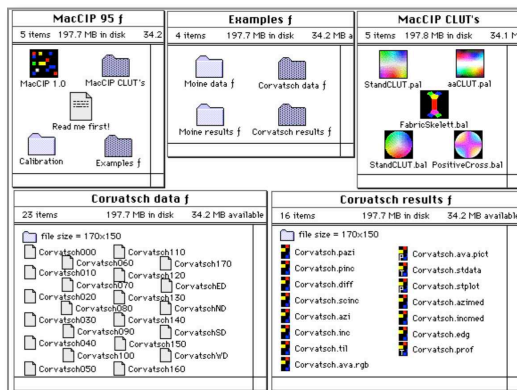 MacCIP 95 ƒ
5 items 197.7 MB in disk 34.2
MacCIP 1.0
MacCIP CLUT's
Read me first!
Calibration
Examples ƒ
Examples ƒ
4 items 197.7 MB in disk 34.2 MB a
Moine data ƒ
Corvatsch data ƒ
Moine results ƒ
Corvatsch results ƒ
MacCIP CLUT's
5 items 197.8 MB in disk 34.1 M
StandCLUT.pal
aaCLUT.pal
FabricSkelett.bal
StandCLUT.bal
PositiveCross.bal
Corvatsch data ƒ
23 items 197.7 MB in disk 34.2 MB available
file size = 170x150
Corvatsch000
Corvatsch110
Corvatsch060
Corvatsch170
Corvatsch010
Corvatsch120
Corvatsch070
CorvatschED
Corvatsch020
Corvatsch130
Corvatsch080
CorvatschND
Corvatsch030
Corvatsch140
Corvatsch090
CorvatschSD
Corvatsch040
Corvatsch150
Corvatsch100
CorvatschWD
Corvatsch050
Corvatsch160
Corvatsch results ƒ
16 items 197.7 MB in disk 34.2 MB available
file size = 170x150
Corvatsch.pazi
Corvatsch.ava.pict
Corvatsch.pinc
Corvatsch.stdata
Corvatsch.diff
Corvatsch.stplot
Corvatsch.scinc
Corvatsch.azimed
Corvatsch.azi
Corvatsch.incmed
Corvatsch.inc
Corvatsch.edg
Corvatsch.til
Corvatsch.prof
Corvatsch.ava.rgb